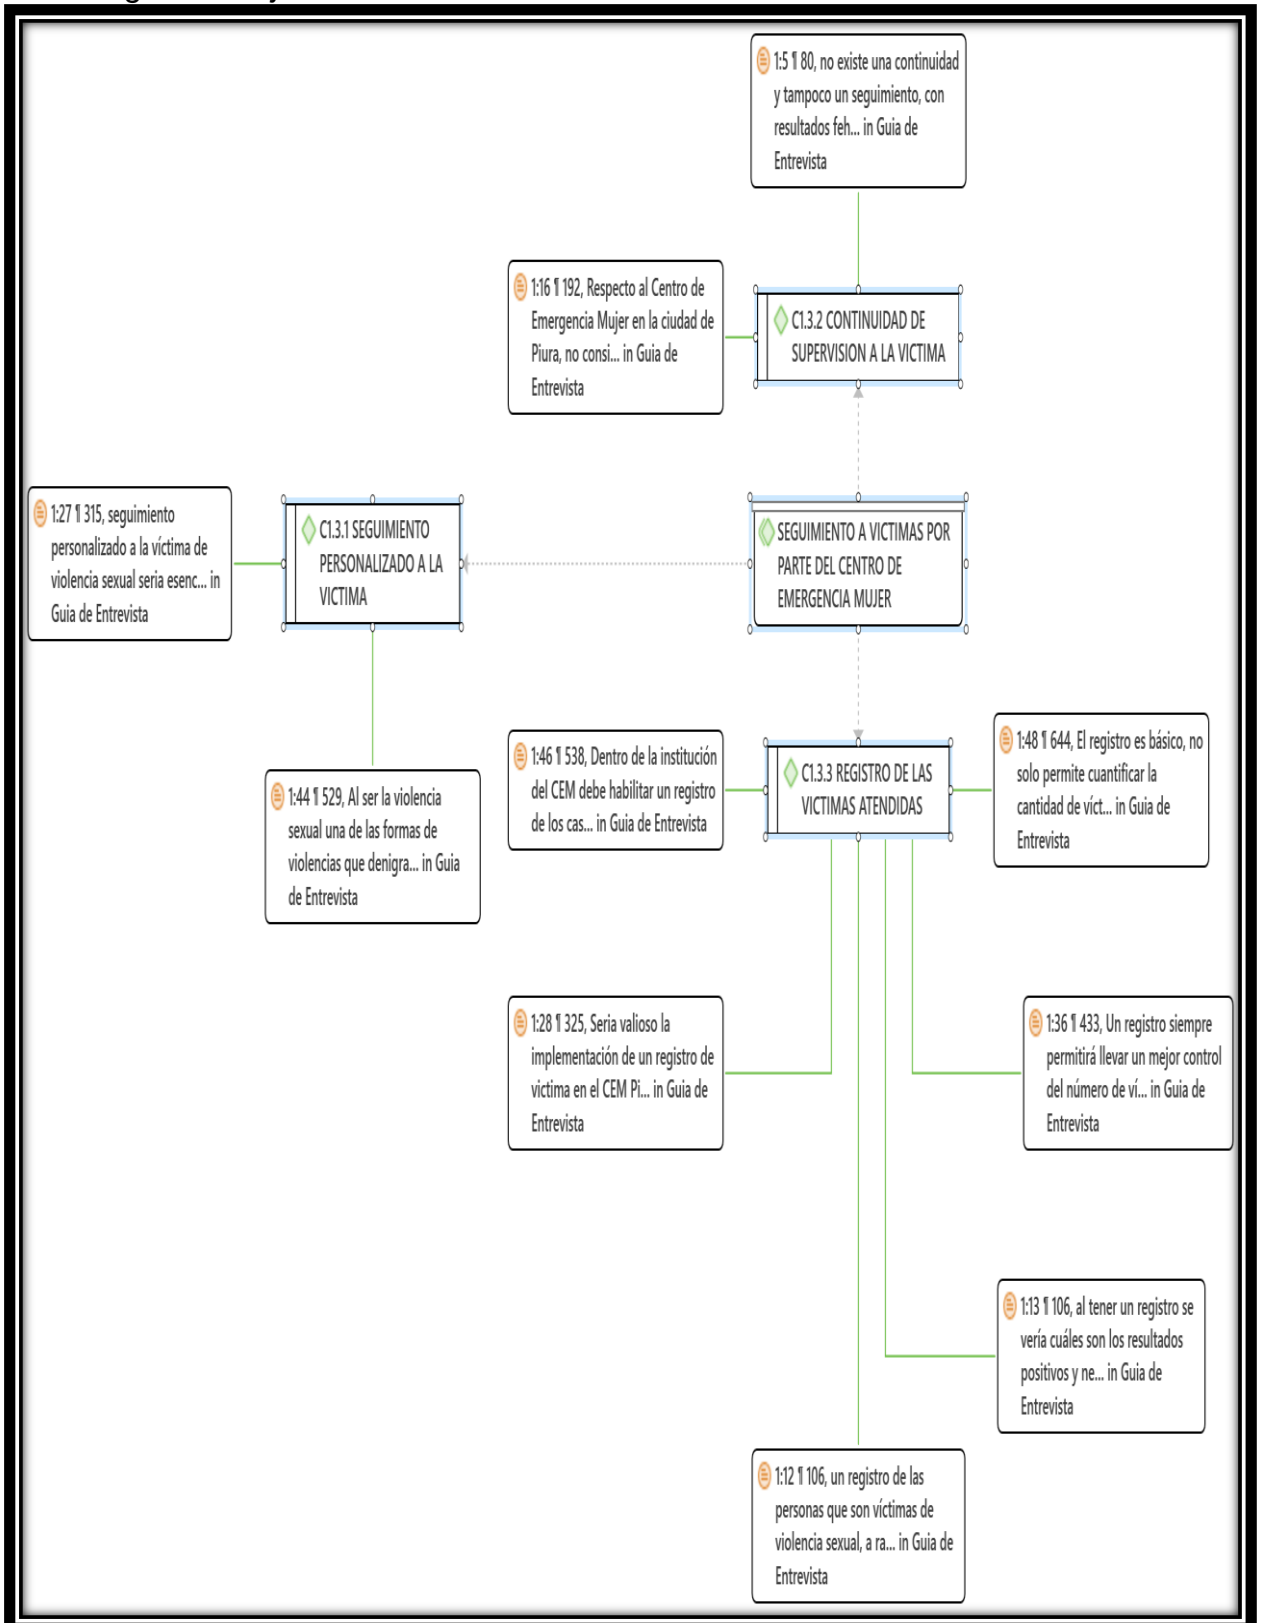 1:5 ¶ 80, no existe una continuidad
y tampoco un seguimiento, con
resultados feh... in Guia de
Entrevista
1:16 ¶ 192, Respecto al Centro de
Emergencia Mujer en la ciudad de
Piura, no consi... in Guia de
Entrevista
C1.3.2 CONTINUIDAD DE
SUPERVISION A LA VICTIMA
1:27 ¶ 315, seguimiento
personalizado a la víctima de
violencia sexual seria esenc... in
Guia de Entrevista
C1.3.1 SEGUIMIENTO
PERSONALIZADO A LA
VICTIMA
SEGUIMIENTO A VICTIMAS POR
PARTE DEL CENTRO DE
EMERGENCIA MUJER
1:44 ¶ 529, Al ser la violencia
sexual una de las formas de
violencias que denigra... in Guia
de Entrevista
1:46 ¶ 538, Dentro de la institución
del CEM debe habilitar un registro
de los cas... in Guia de Entrevista
C1.3.3 REGISTRO DE LAS
VICTIMAS ATENDIDAS
1:48 ¶ 644, El registro es básico, no
solo permite cuantificar la
cantidad de víct... in Guia de
Entrevista
1:28 ¶ 325, Seria valioso la
implementación de un registro de
victima en el CEM Pi... in Guia de
Entrevista
1:36 ¶ 433, Un registro siempre
permitirá llevar un mejor control
del número de ví... in Guia de
Entrevista
1:13 ¶ 106, al tener un registro se
vería cuáles son los resultados
positivos y ne... in Guia de
Entrevista
1:12 ¶ 106, un registro de las
personas que son víctimas de
violencia sexual, a ra... in Guia de
Entrevista